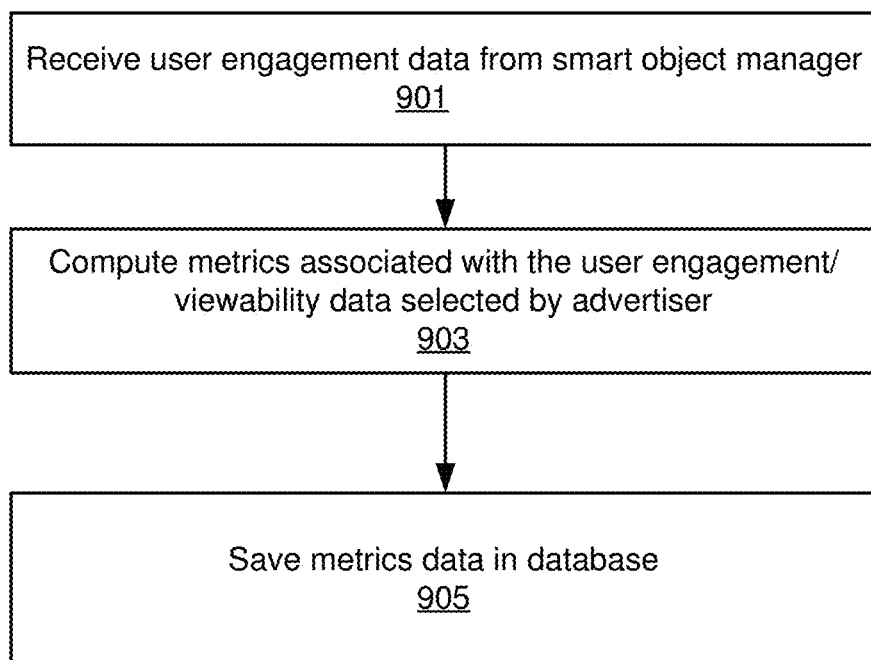 Receive user engagement data from smart object manager
901
Compute metrics associated with the user engagement/
viewability data selected by advertiser
903
Save metrics data in database
905